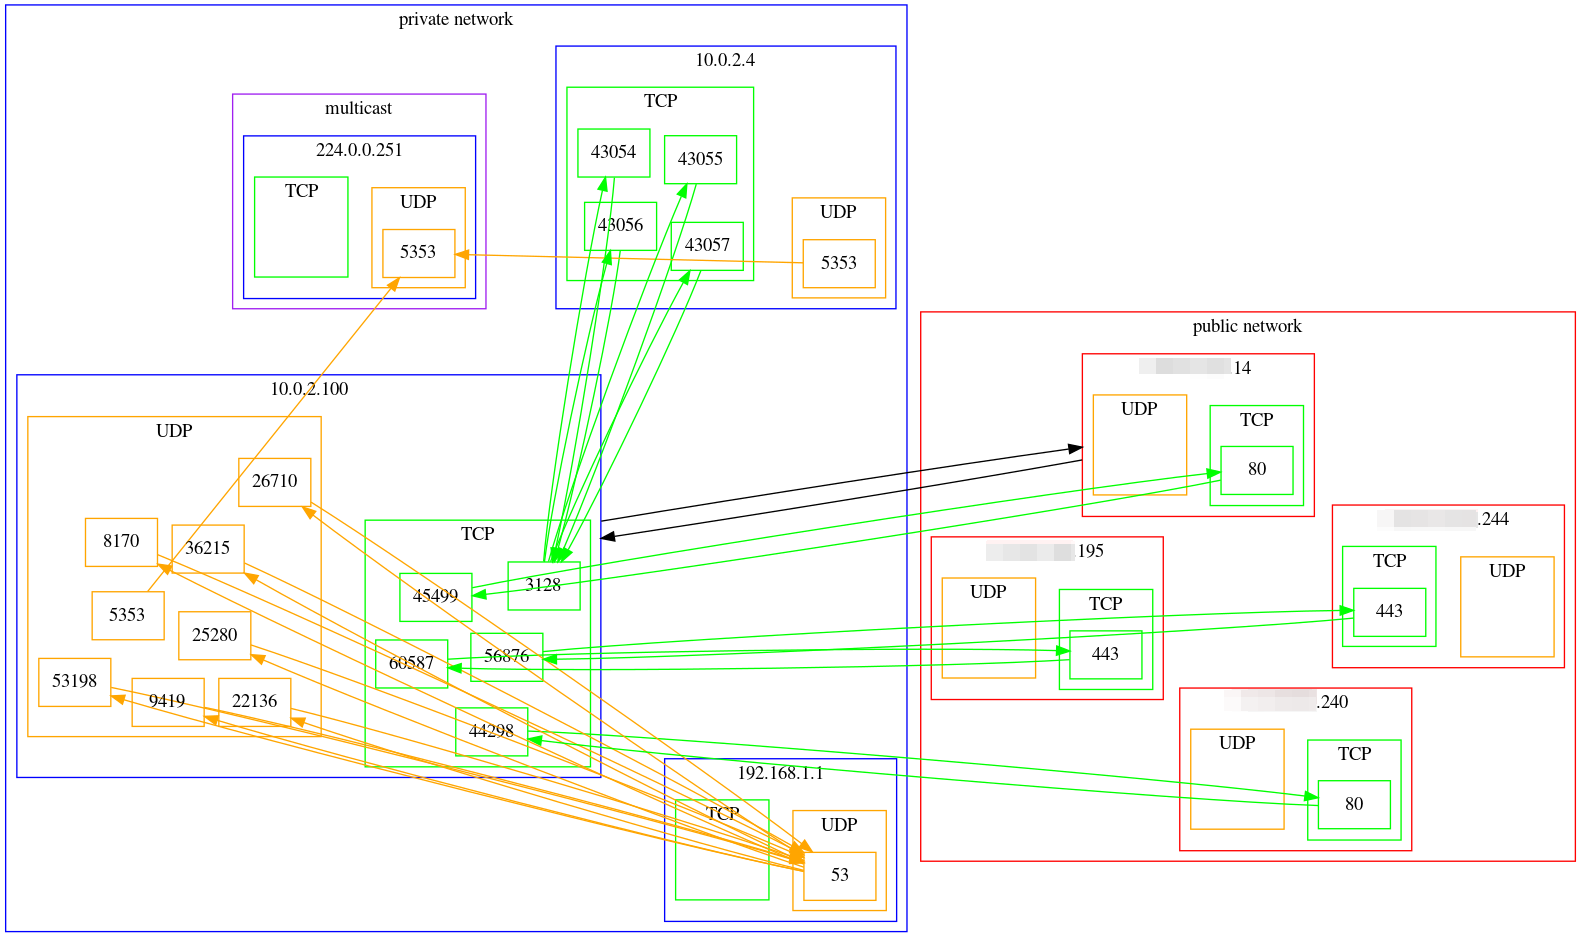 private network
10.0.2.4
TCP
43054
43055
43056
43057
UDP
5353
multicast
224.0.0.251
TCP
UDP
5353
10.0.2.100
UDP
26710
8170
36215
5353
25280
53198
9419
22136
TCP
45499
3128
60587
56876
44298
192.168.1.1
TCP
UDP
53
public network
.14
UDP
TCP
80
.244
TCP
443
UDP
.195
UDP
TCP
443
.240
UDP
TCP
80